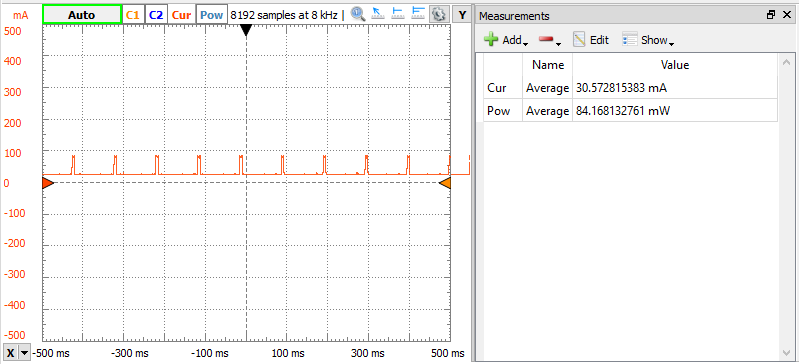 mA Auto C1 C2 Cur Pow 8192 samples at 8 kHz | Y
500
400
300
200
100
0
-100
-200
-300
-400
-500
X -500 ms -300 ms -100 ms 100 ms 300 ms 500 ms
Measurements
Add Edit Show
Name Value
Cur Average 30.572815383 mA
Pow Average 84.168132761 mW